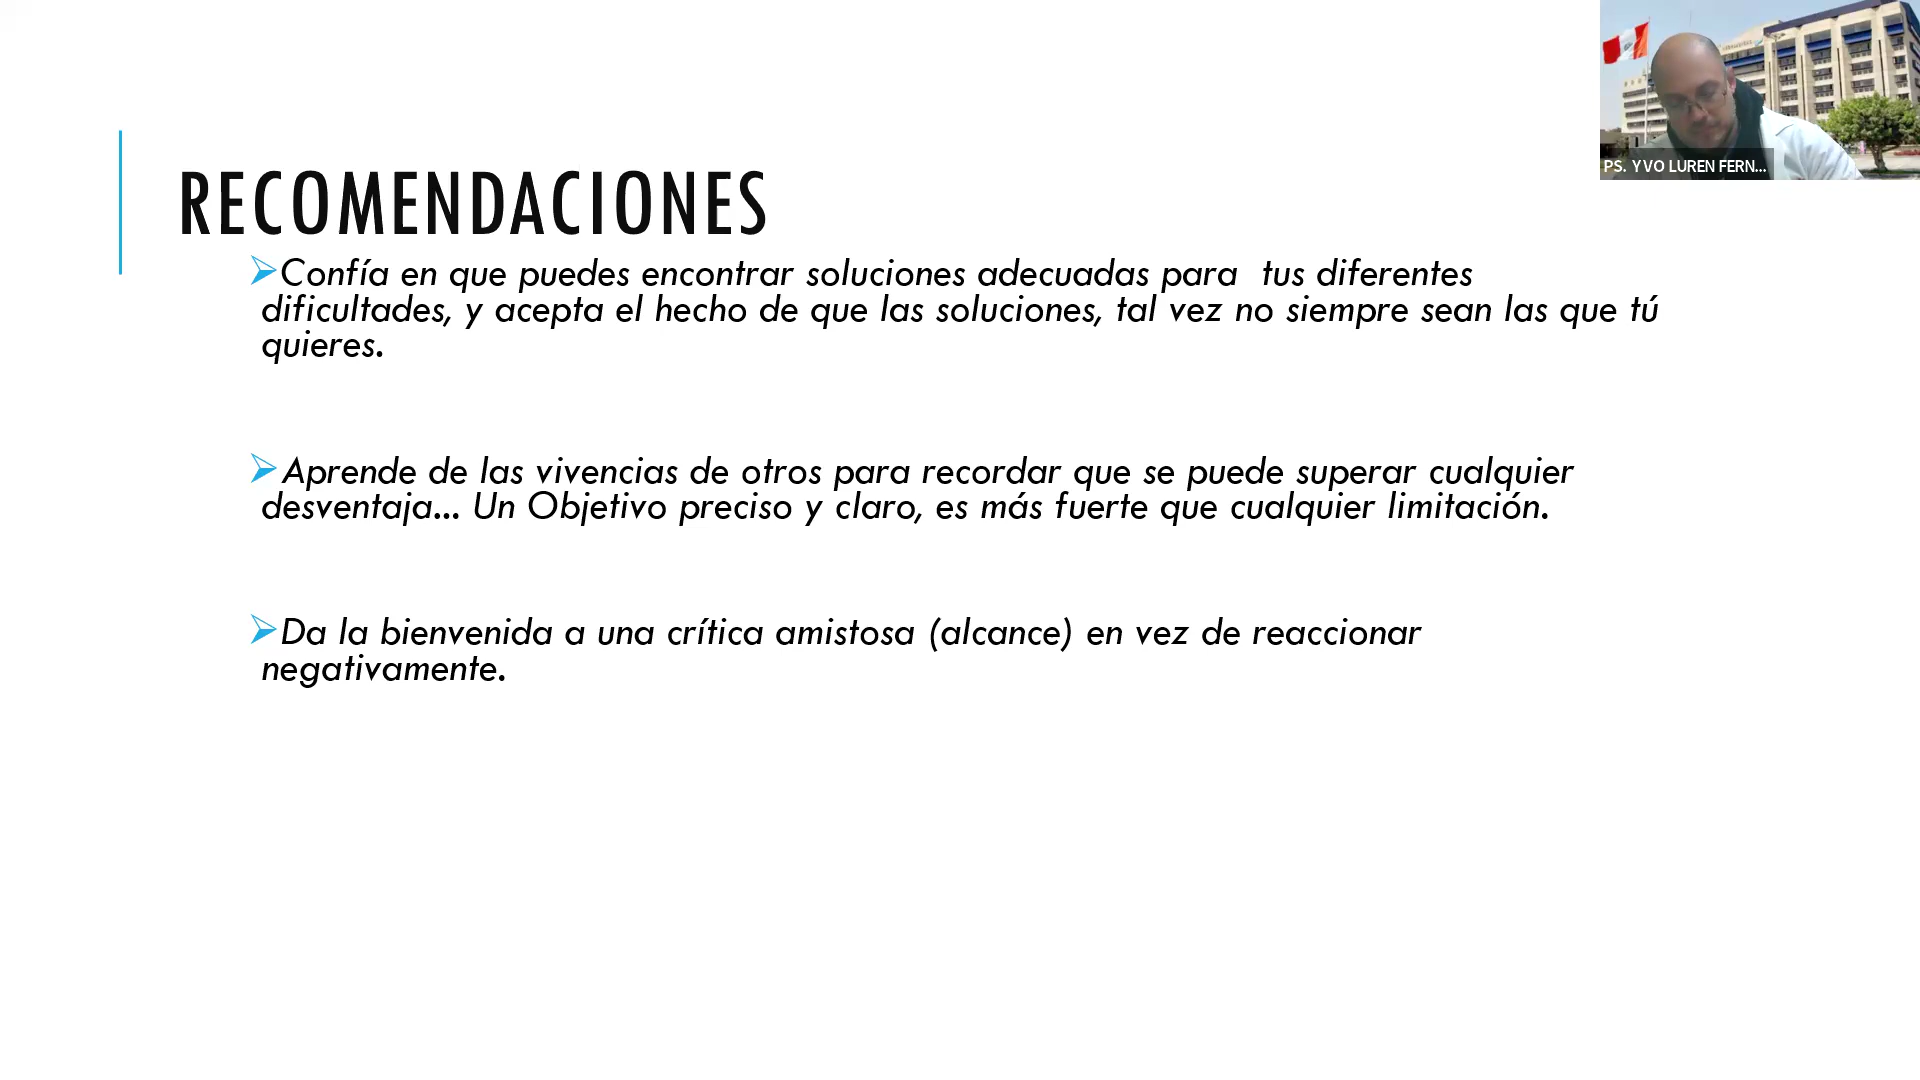 RECOMENDACIONES
Confía en que puedes encontrar soluciones adecuadas para  tus diferentes
dificultades, y acepta el hecho de que las soluciones, tal vez no siempre sean las que tú
quieres.
Aprende de las vivencias de otros para recordar que se puede superar cualquier
desventaja... Un Objetivo preciso y claro, es más fuerte que cualquier limitación.
Da la bienvenida a una crítica amistosa (alcance) en vez de reaccionar
negativamente.
PS. YVO LUREN FERN...